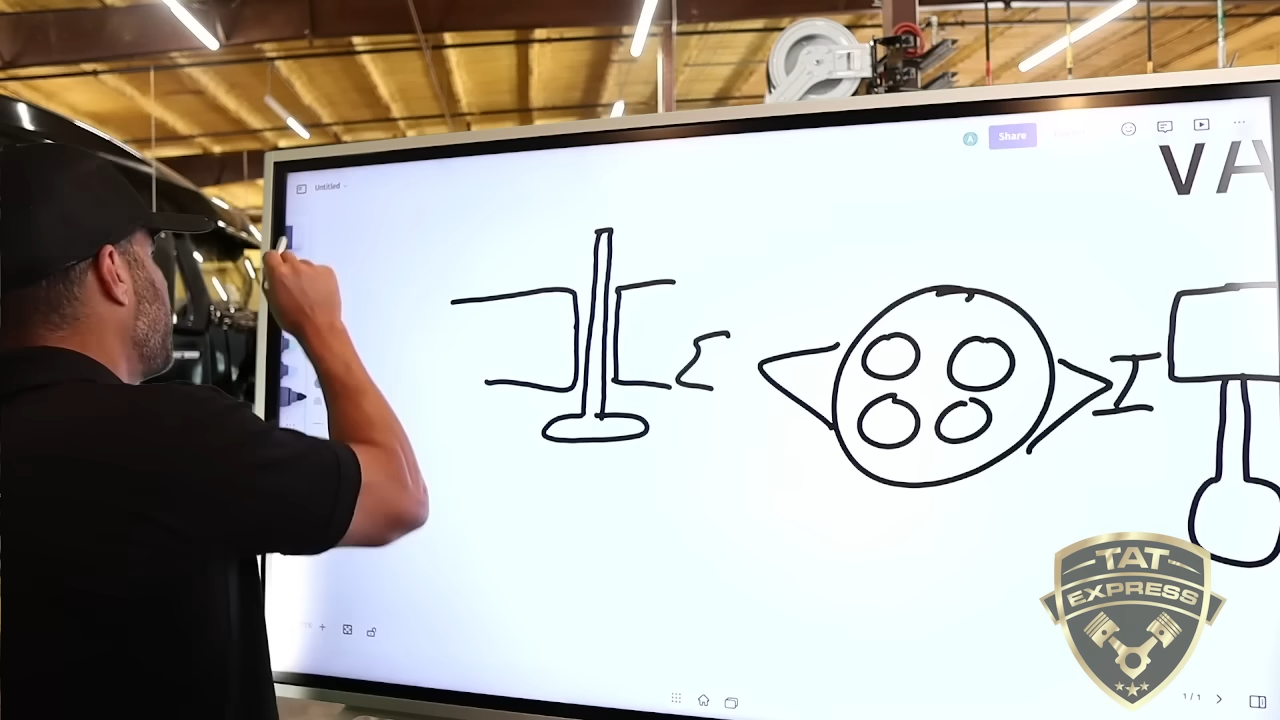 A
Share
Untitled
VA
Σ
I
TAT
EXPRESS
1 / 1